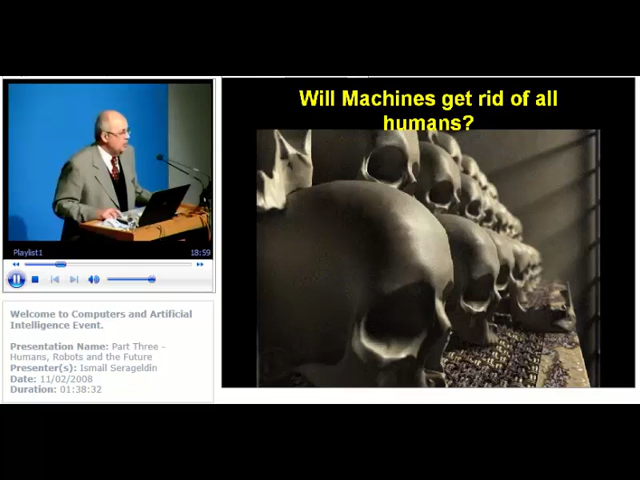 Will Machines get rid of all
humans?
Playlist1 18:59
Welcome to Computers and Artificial
Intelligence Event.
Presentation Name: Part Three -
Humans, Robots and the Future
Presenter(s): Ismail Serageldin
Date: 11/02/2008
Duration: 01:38:32